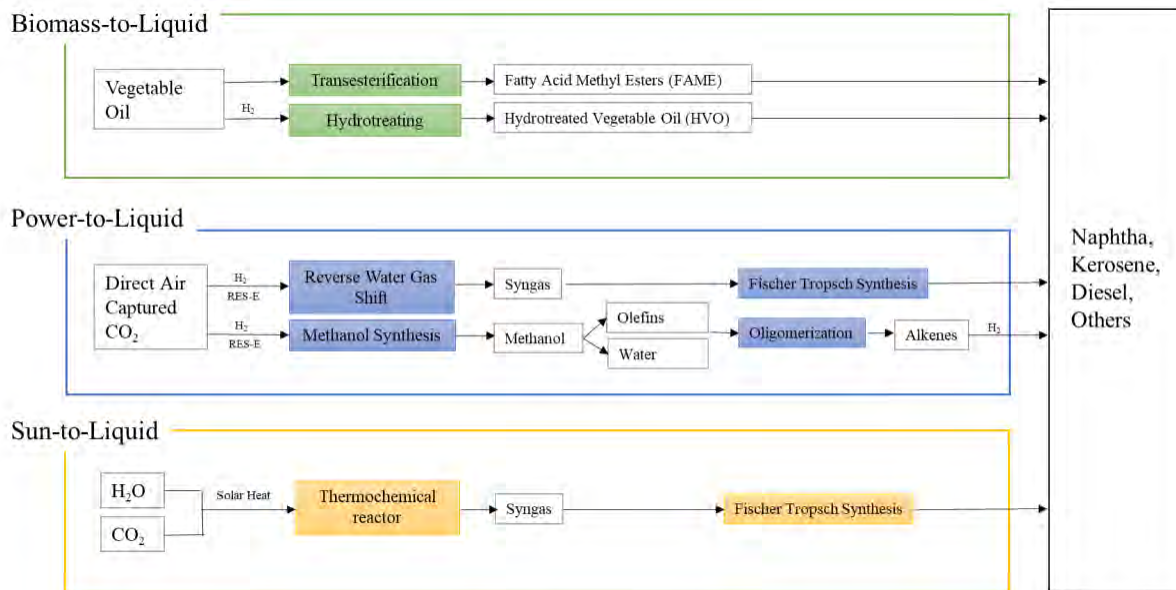 Biomass-to-Liquid
Vegetable
Oil
H₂
Transesterification
Fatty Acid Methyl Esters (FAME)
Hydrotreating
Hydrotreated Vegetable Oil (HVO)
Power-to-Liquid
Direct Air
Captured
CO₂
H₂
RES-E
Reverse Water Gas
Shift
Syngas
Fischer Tropsch Synthesis
H₂
RES-E
Methanol Synthesis
Methanol
Olefins
Water
Oligomerization
Alkenes
H₂
Sun-to-Liquid
H₂O
CO₂
Solar Heat
Thermochemical
reactor
Syngas
Fischer Tropsch Synthesis
Naphtha,
Kerosene,
Diesel,
Others